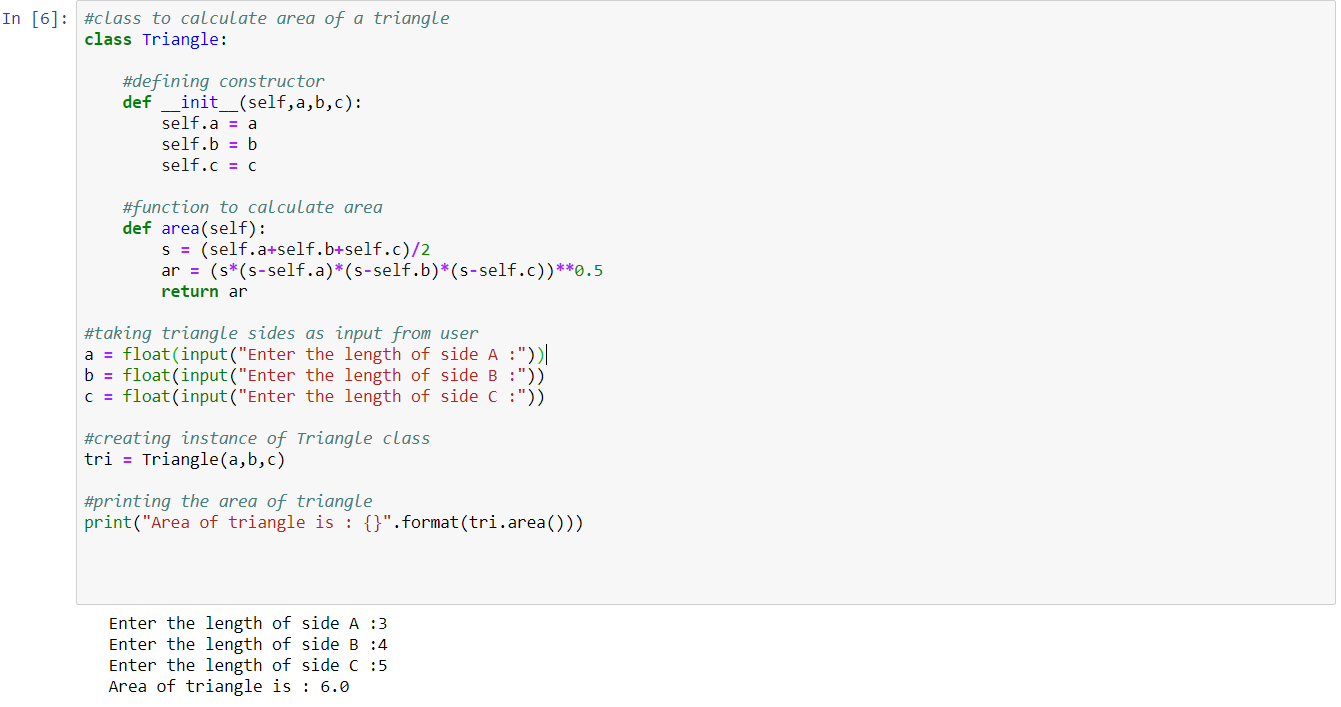 In [6]: #class to calculate area of a triangle
class Triangle:
    #defining constructor
    def __init__(self,a,b,c):
        self.a = a
        self.b = b
        self.c = c
    #function to calculate area
    def area(self):
        s = (self.a+self.b+self.c)/2
        ar = (s*(s-self.a)*(s-self.b)*(s-self.c))**0.5
        return ar
#taking triangle sides as input from user
a = float(input("Enter the length of side A :"))
b = float(input("Enter the length of side B :"))
c = float(input("Enter the length of side C :"))
#creating instance of Triangle class
tri = Triangle(a,b,c)
#printing the area of triangle
print("Area of triangle is : {}".format(tri.area()))
Enter the length of side A :3
Enter the length of side B :4
Enter the length of side C :5
Area of triangle is : 6.0